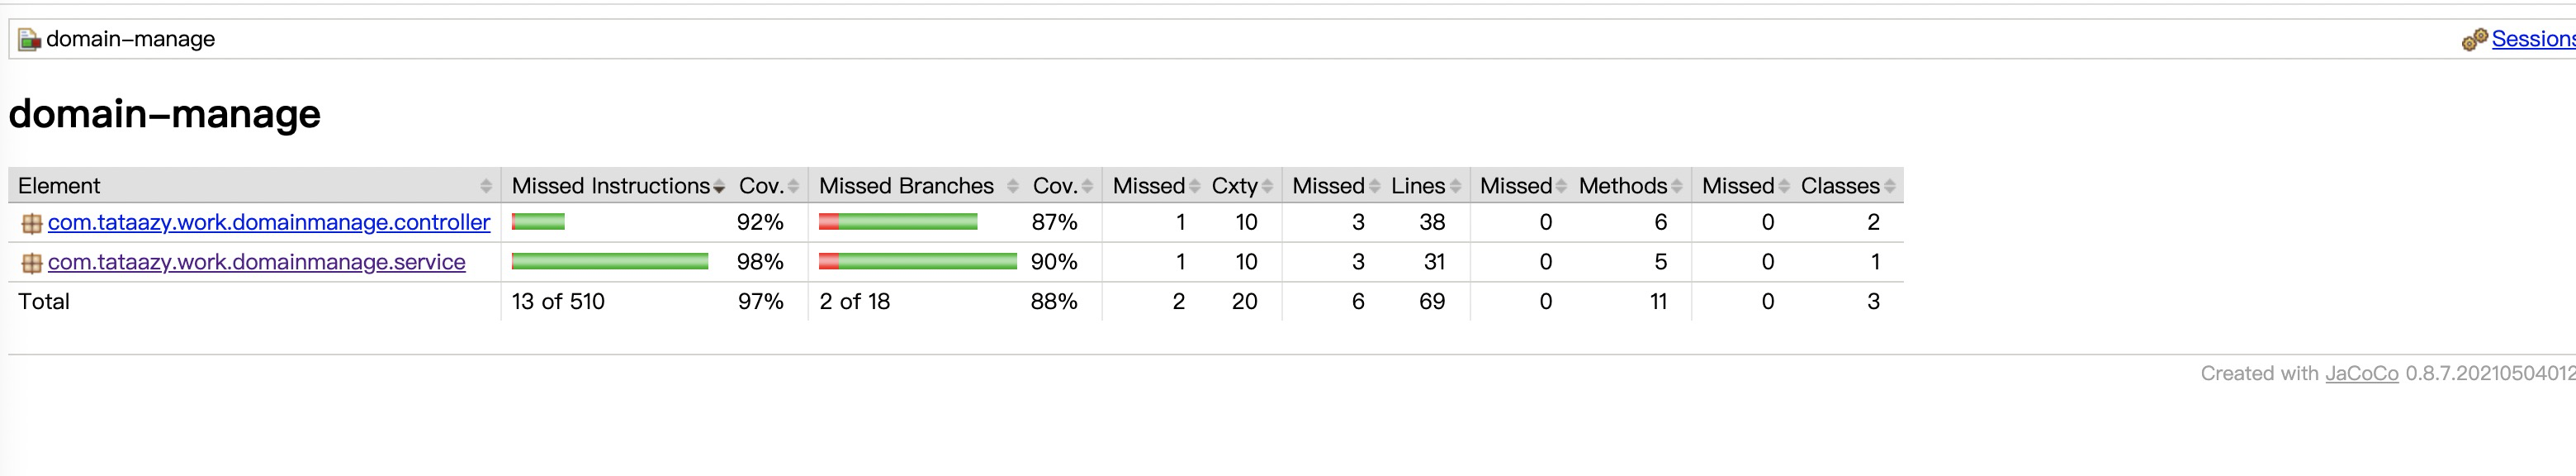 domain-manage Sessions
domain-manage
Element Missed Instructions Cov. Missed Branches Cov. Missed Cxty Missed Lines Missed Methods Missed Classes
com.tataazy.work.domainmanage.controller 92% 87% 1 10 3 38 0 6 0 2
com.tataazy.work.domainmanage.service 98% 90% 1 10 3 31 0 5 0 1
Total 13 of 510 97% 2 of 18 88% 2 20 6 69 0 11 0 3
Created with JaCoCo 0.8.7.20210504012